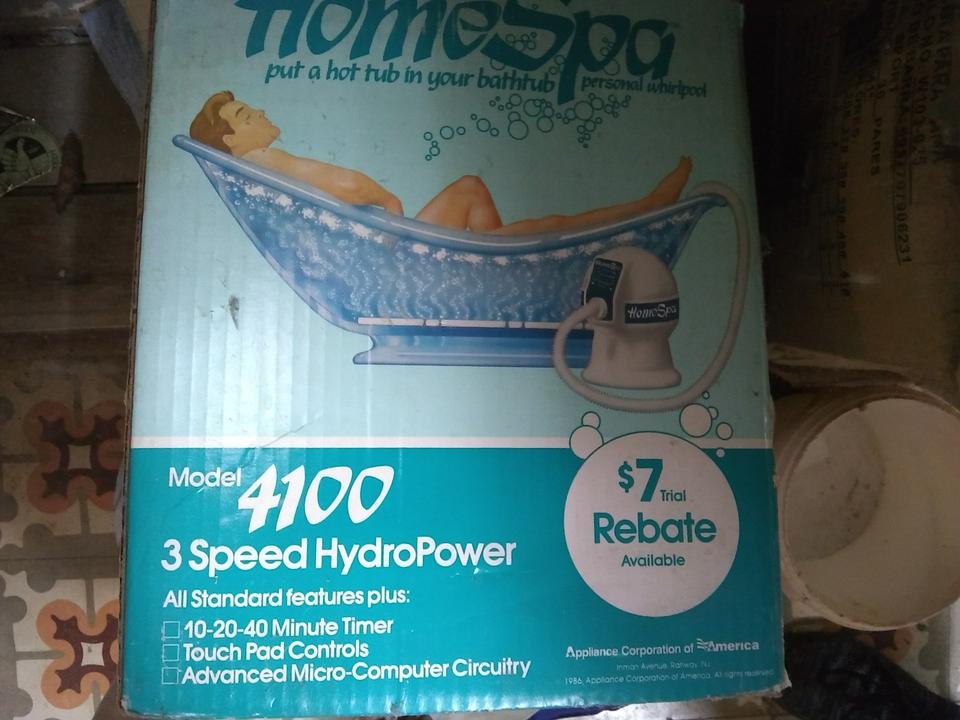 HomeSpa
put a hot tub in your bathtub personal whirlpool
HomeSpa
Model 4100
3 Speed HydroPower
All Standard features plus:
10-20-40 Minute Timer
Touch Pad Controls
Advanced Micro-Computer Circuitry
$7 Trial
Rebate
Available
Appliance Corporation of America
Inman Avenue, Rahway, N.J.
1986, Appliance Corporation of America. All rights reserved.
PARES